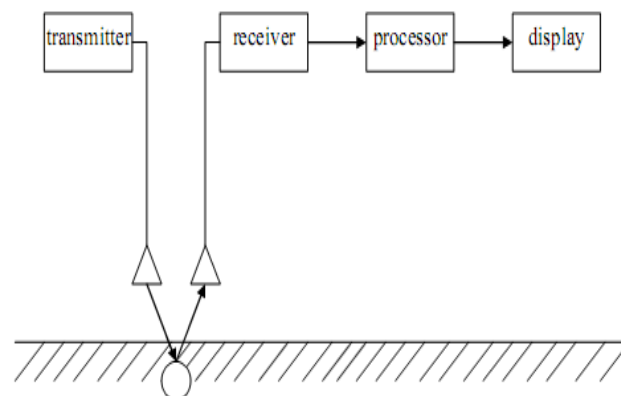 transmitter
receiver
processor
display